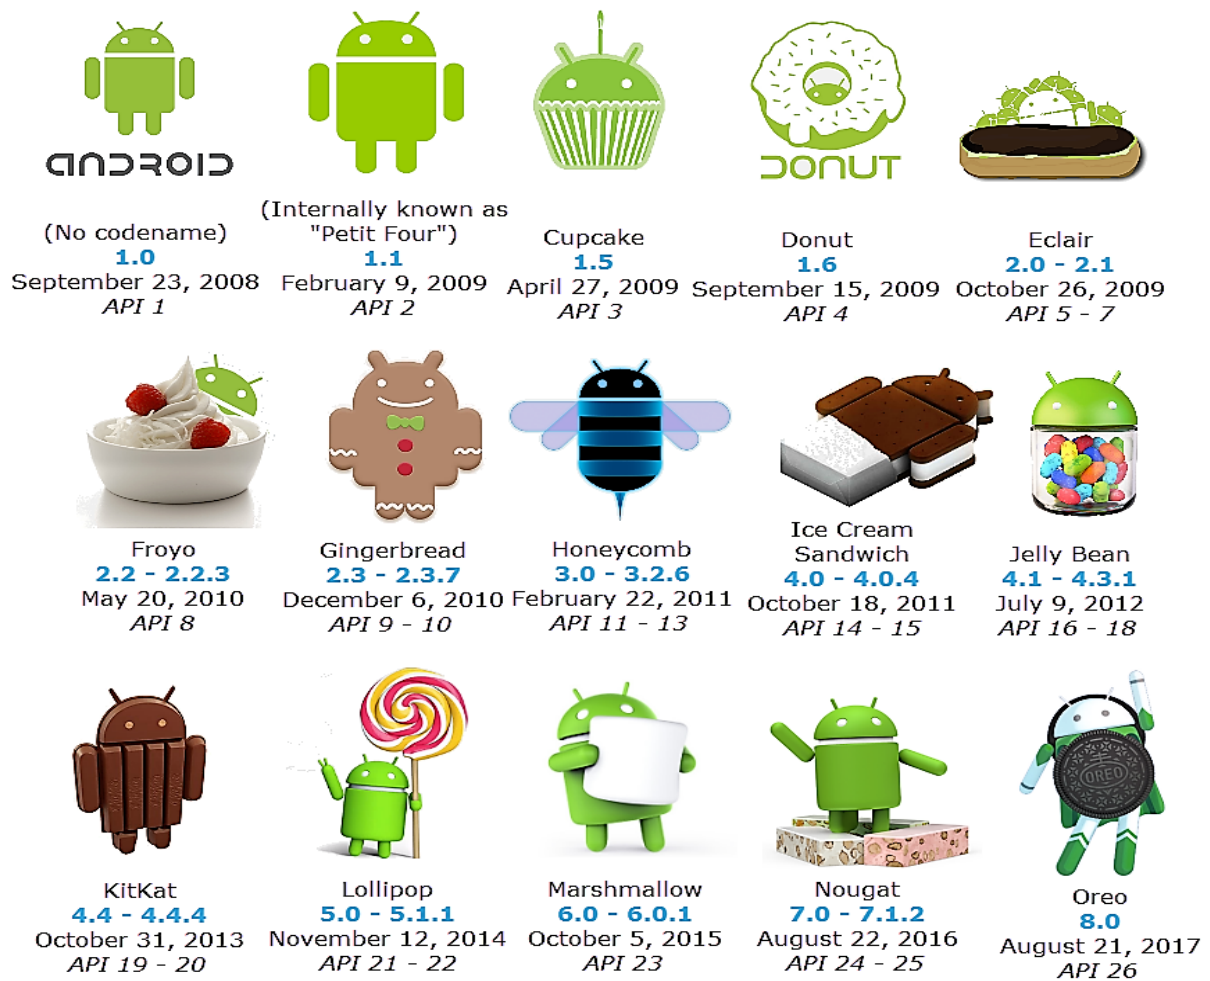 ANDROID
(No codename)
1.0
September 23, 2008
API 1
(Internally known as
"Petit Four")
1.1
February 9, 2009
API 2
Cupcake
1.5
April 27, 2009
API 3
DONUT
Donut
1.6
September 15, 2009
API 4
Eclair
2.0 - 2.1
October 26, 2009
API 5 - 7
Froyo
2.2 - 2.2.3
May 20, 2010
API 8
Gingerbread
2.3 - 2.3.7
December 6, 2010
API 9 - 10
Honeycomb
3.0 - 3.2.6
February 22, 2011
API 11 - 13
Ice Cream
Sandwich
4.0 - 4.0.4
October 18, 2011
API 14 - 15
Jelly Bean
4.1 - 4.3.1
July 9, 2012
API 16 - 18
KitKat
4.4 - 4.4.4
October 31, 2013
API 19 - 20
Lollipop
5.0 - 5.1.1
November 12, 2014
API 21 - 22
Marshmallow
6.0 - 6.0.1
October 5, 2015
API 23
Nougat
7.0 - 7.1.2
August 22, 2016
API 24 - 25
OREO
Oreo
8.0
August 21, 2017
API 26